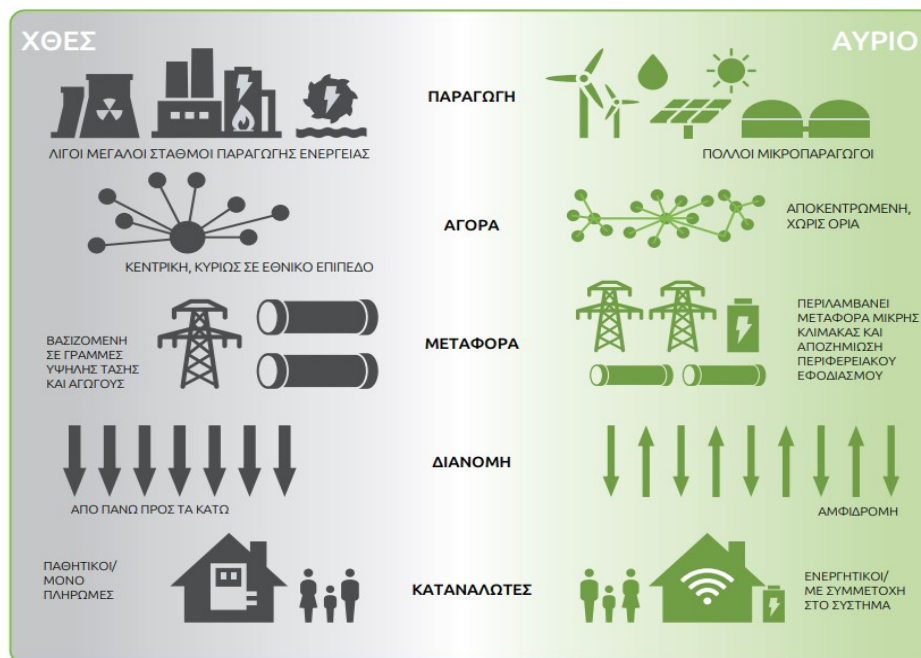 ΧΘΕΣ
ΑΥΡΙΟ
ΠΑΡΑΓΩΓΗ
ΛΙΓΟΙ ΜΕΓΑΛΟΙ ΣΤΑΘΜΟΙ ΠΑΡΑΓΩΓΗΣ ΕΝΕΡΓΕΙΑΣ
ΠΟΛΛΟΙ ΜΙΚΡΟΠΑΡΑΓΩΓΟΙ
ΑΓΟΡΑ
ΚΕΝΤΡΙΚΗ, ΚΥΡΙΩΣ ΣΕ ΕΘΝΙΚΟ ΕΠΙΠΕΔΟ
ΑΠΟΚΕΝΤΡΩΜΕΝΗ,
ΧΩΡΙΣ ΟΡΙΑ
ΒΑΣΙΖΟΜΕΝΗ
ΣΕ ΓΡΑΜΜΕΣ
ΥΨΗΛΗΣ ΤΑΣΗΣ
ΚΑΙ ΑΓΩΓΟΥΣ
ΜΕΤΑΦΟΡΑ
ΠΕΡΙΛΑΜΒΑΝΕΙ
ΜΕΤΑΦΟΡΑ ΜΙΚΡΗΣ
ΚΛΙΜΑΚΑΣ ΚΑΙ
ΑΠΟΖΗΜΙΩΣΗ
ΠΕΡΙΦΕΡΕΙΑΚΟΥ
ΕΦΟΔΙΑΣΜΟΥ
ΔΙΑΝΟΜΗ
ΑΠΟ ΠΑΝΩ ΠΡΟΣ ΤΑ ΚΑΤΩ
ΑΜΦΙΔΡΟΜΗ
ΠΑΘΗΤΙΚΟΙ/
ΜΟΝΟ
ΠΛΗΡΩΜΕΣ
ΚΑΤΑΝΑΛΩΤΕΣ
ΕΝΕΡΓΗΤΙΚΟΙ/
ΜΕ ΣΥΜΜΕΤΟΧΗ
ΣΤΟ ΣΥΣΤΗΜΑ